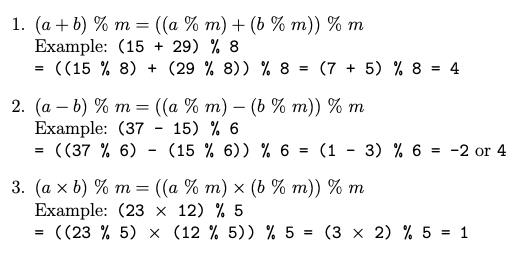 1. (a + b) % m = ((a % m) + (b % m)) % m
Example: (15 + 29) % 8
= ((15 % 8) + (29 % 8)) % 8 = (7 + 5) % 8 = 4
2. (a − b) % m = ((a % m) − (b % m)) % m
Example: (37 - 15) % 6
= ((37 % 6) - (15 % 6)) % 6 = (1 - 3) % 6 = -2 or 4
3. (a × b) % m = ((a % m) × (b % m)) % m
Example: (23 × 12) % 5
= ((23 % 5) × (12 % 5)) % 5 = (3 × 2) % 5 = 1